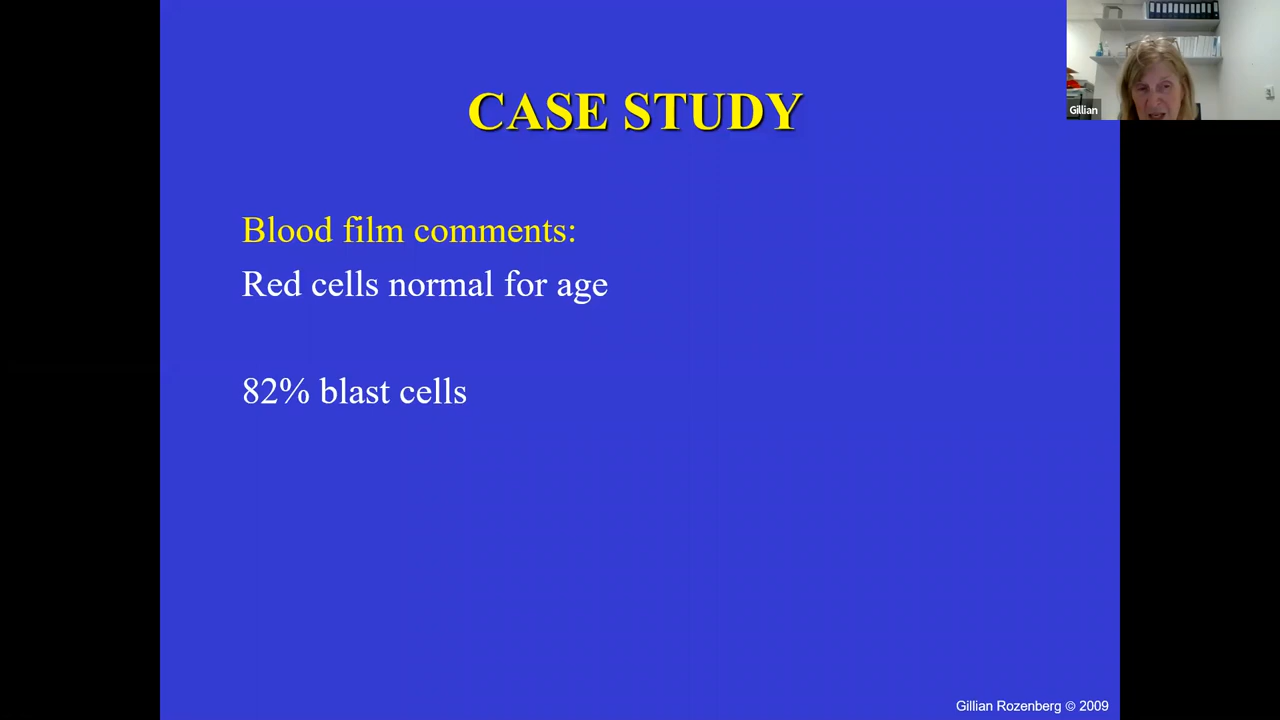 CASE STUDY
Gillian
Blood film comments:
Red cells normal for age
82% blast cells
Gillian Rozenberg © 2009